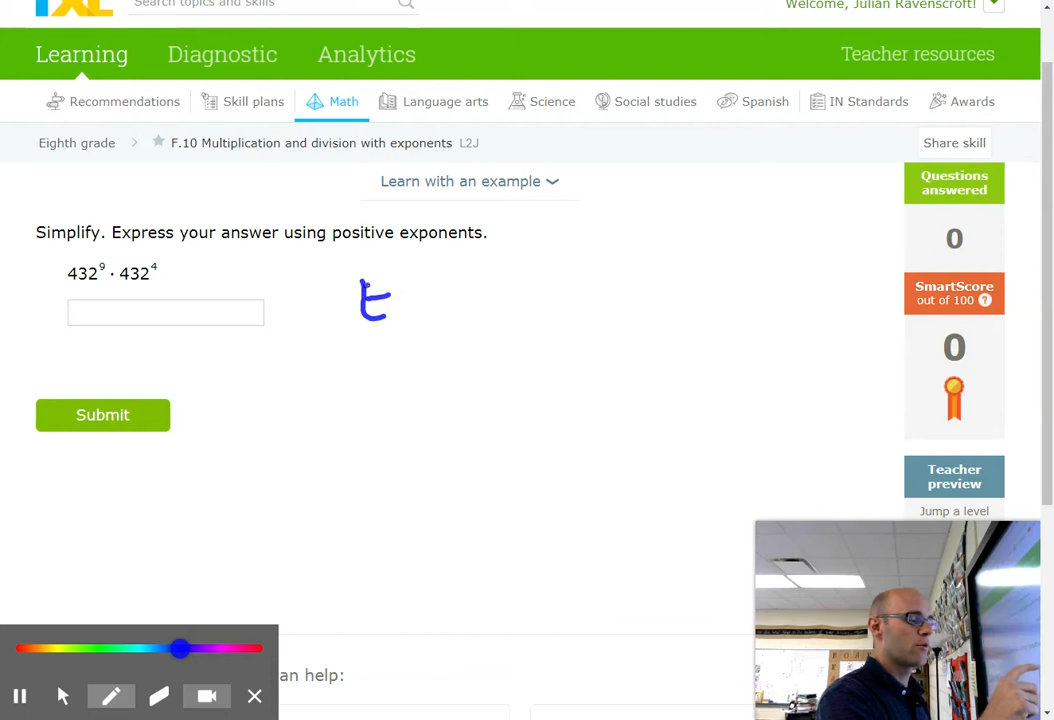 IXL
Search topics and skills
Welcome, Julian Ravenscroft!
Learning Diagnostic Analytics Teacher resources
Recommendations Skill plans Math Language arts Science Social studies Spanish IN Standards Awards
Eighth grade > F.10 Multiplication and division with exponents L2J Share skill
Learn with an example
Questions answered
0
SmartScore
out of 100 ?
0
Simplify. Express your answer using positive exponents.
432⁹ · 432⁴
Submit
Teacher
preview
Jump a level
an help: